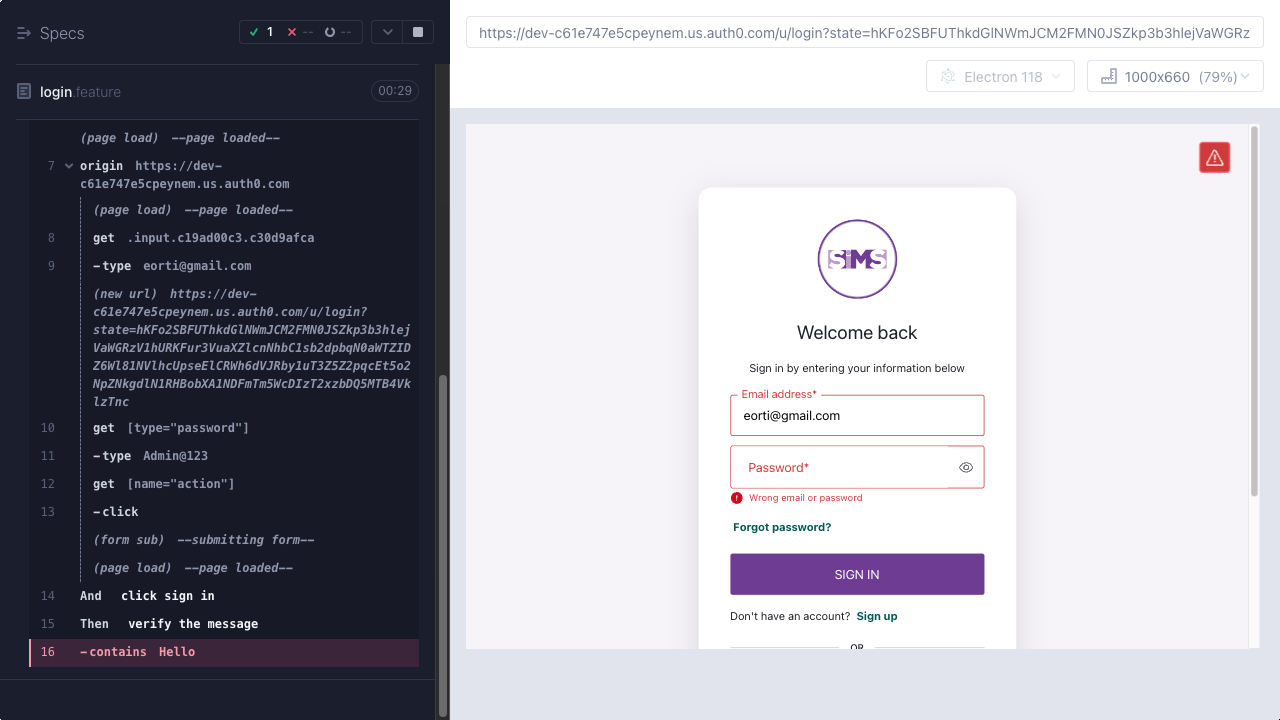 Specs
1
--
--
login.feature
00:29
(page load) --page loaded--
7 origin https://dev-
c61e747e5cpeynem.us.auth0.com
(page load) --page loaded--
8 get .input.c19ad00c3.c30d9afca
9 -type eorti@gmail.com
(new url) https://dev-
c61e747e5cpeynem.us.auth0.com/u/login?
state=hKFo2SBFUThkdGlNWmJCM2FMN0JSZkp3b3hlej
VaWGRzV1hURKFur3VuaXZlcnNhbC1sb2dpbqN0aWTZID
Z6Wl81NVlhcUpseElCRWh6dVJRby1uT3Z5Z2pqcEt5o2
NpZNkgdlN1RHBobXA1NDFmTm5WcDIzT2xzbDQ5MTB4Vk
lzTnc
10 get [type="password"]
11 -type Admin@123
12 get [name="action"]
13 -click
(form sub) --submitting form--
(page load) --page loaded--
14 And click sign in
15 Then verify the message
16 -contains Hello
https://dev-c61e747e5cpeynem.us.auth0.com/u/login?state=hKFo2SBFUThkdGlNWmJCM2FMN0JSZkp3b3hlejVaWGRz
Electron 118
1000x660 (79%)
SiMS
Welcome back
Sign in by entering your information below
Email address*
eorti@gmail.com
Password*
Wrong email or password
Forgot password?
SIGN IN
Don't have an account? Sign up
OR